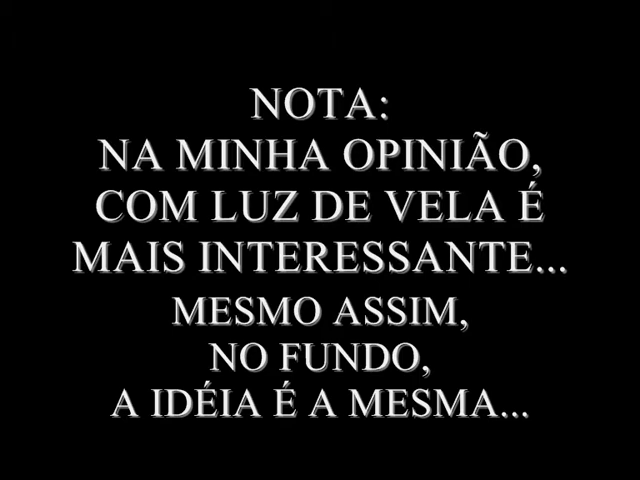 NOTA:
NA MINHA OPINIÃO,
COM LUZ DE VELA É
MAIS INTERESSANTE...
MESMO ASSIM,
NO FUNDO,
A IDÉIA É A MESMA...